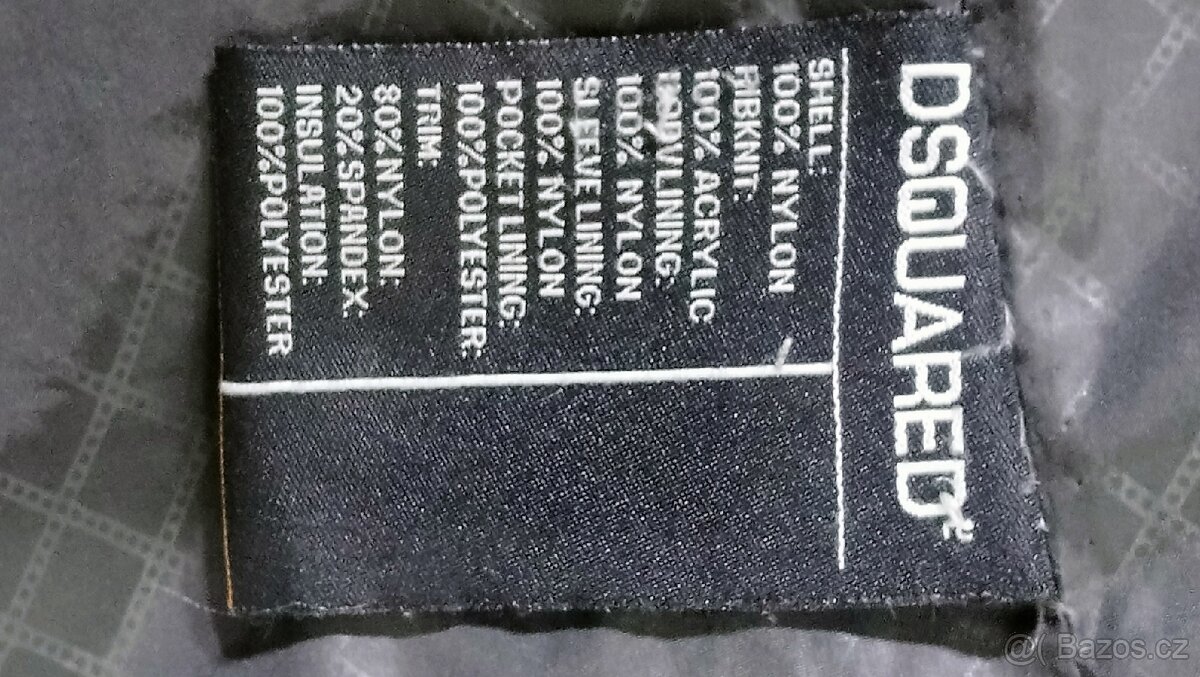 DSQUARED2
SHELL:
100% NYLON
RIBKNIT:
100% ACRYLIC
BODYLINING:
100% NYLON
SLEEVE LINING:
100% NYLON
POCKET LINING:
100%POLYESTER:
TRIM:
80% NYLON:
20% SPANDEX:
INSULATION:
100%POLYESTER
@( Bazos.cz